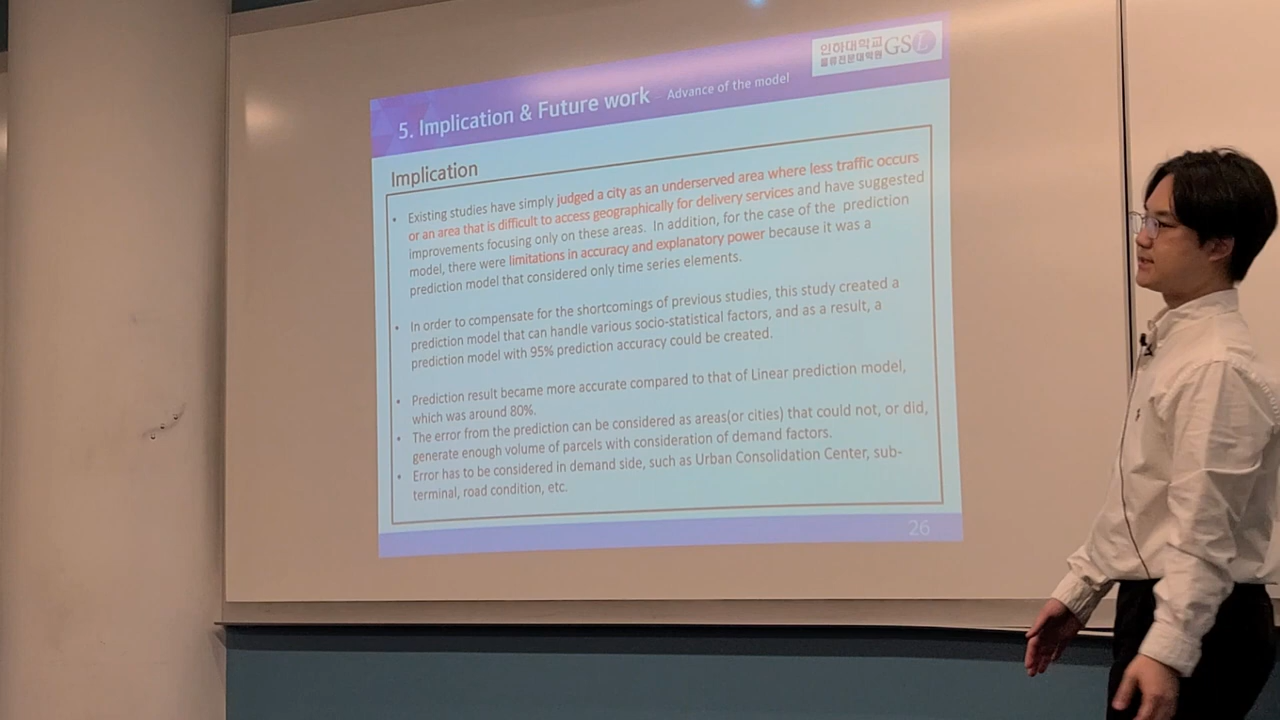 인하대학교
물류전문대학원
GSL
5. Implication & Future work – Advance of the model
Implication
• Existing studies have simply judged a city as an underserved area where less traffic occurs
or an area that is difficult to access geographically for delivery services and have suggested
improvements focusing only on these areas. In addition, for the case of the prediction
model, there were limitations in accuracy and explanatory power because it was a
prediction model that considered only time series elements.
• In order to compensate for the shortcomings of previous studies, this study created a
prediction model that can handle various socio-statistical factors, and as a result, a
prediction model with 95% prediction accuracy could be created.
• Prediction result became more accurate compared to that of Linear prediction model,
which was around 80%.
• The error from the prediction can be considered as areas(or cities) that could not, or did,
generate enough volume of parcels with consideration of demand factors.
• Error has to be considered in demand side, such as Urban Consolidation Center, sub-
terminal, road condition, etc.
26